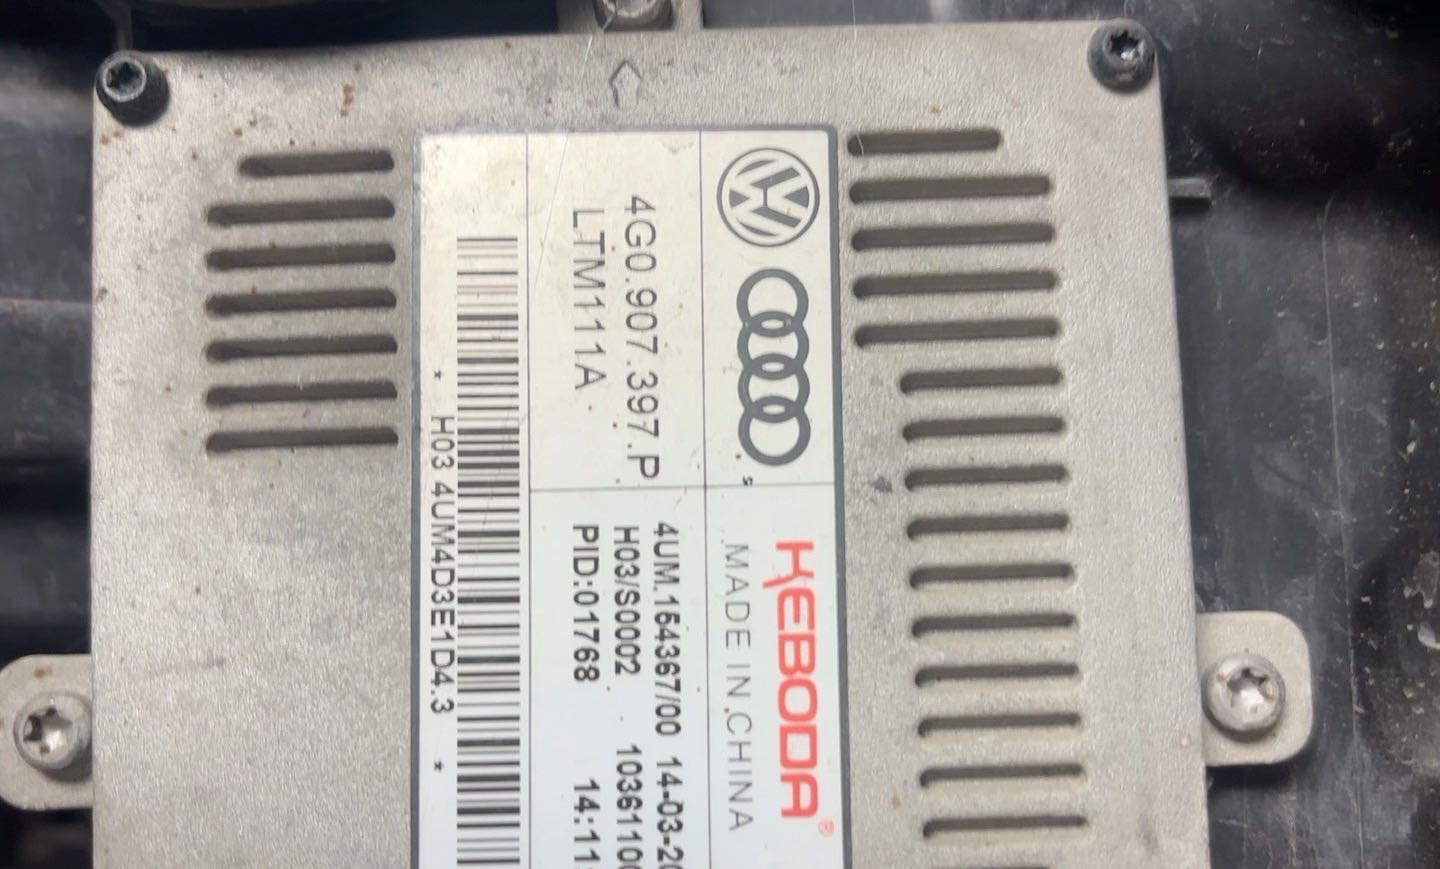 4G0.907.397.P
LTM111A
KEBODA®
MADE IN CHINA
4UM.164367/00 14-03-20
H03/S0002 10361100
PID:01768 14:11
* H03 4UM4D3E1D4.3 *